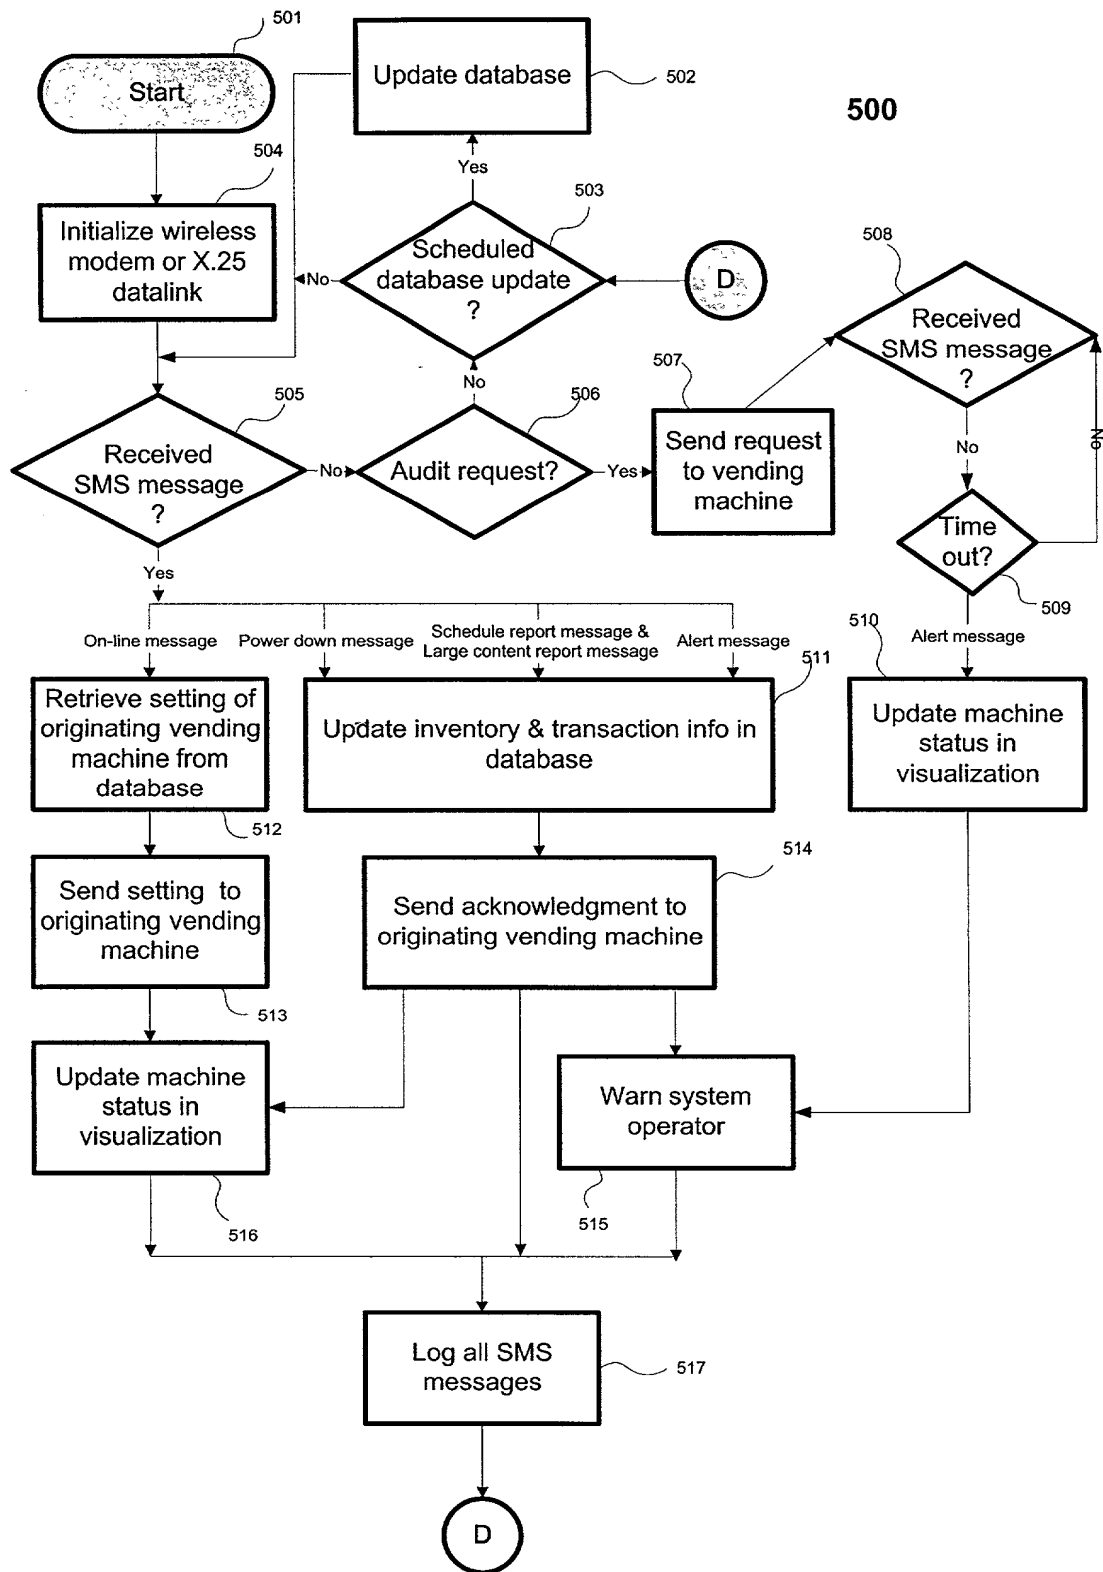 501
Start
Update database
502
500
504
Yes
503
Initialize wireless
modem or X.25
datalink
Scheduled
database update
?
No
D
508
Received
SMS message
?
507
No
505
506
Received
SMS message
?
No
Audit request?
Yes
Send request
to vending
machine
No
No
Time
out?
509
Yes
On-line message
Power down message
Schedule report message &
Large content report message
Alert message
510
Alert message
511
Retrieve setting of
originating vending
machine from
database
Update inventory & transaction info in
database
Update machine
status in
visualization
512
514
Send setting to
originating vending
machine
Send acknowledgment to
originating vending machine
513
Update machine
status in
visualization
Warn system
operator
516
515
Log all SMS
messages
517
D